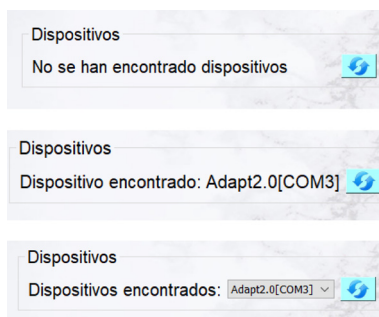 Dispositivos
No se han encontrado dispositivos
Dispositivos
Dispositivo encontrado: Adapt2.0[COM3]
Dispositivos
Dispositivos encontrados: Adapt2.0[COM3]